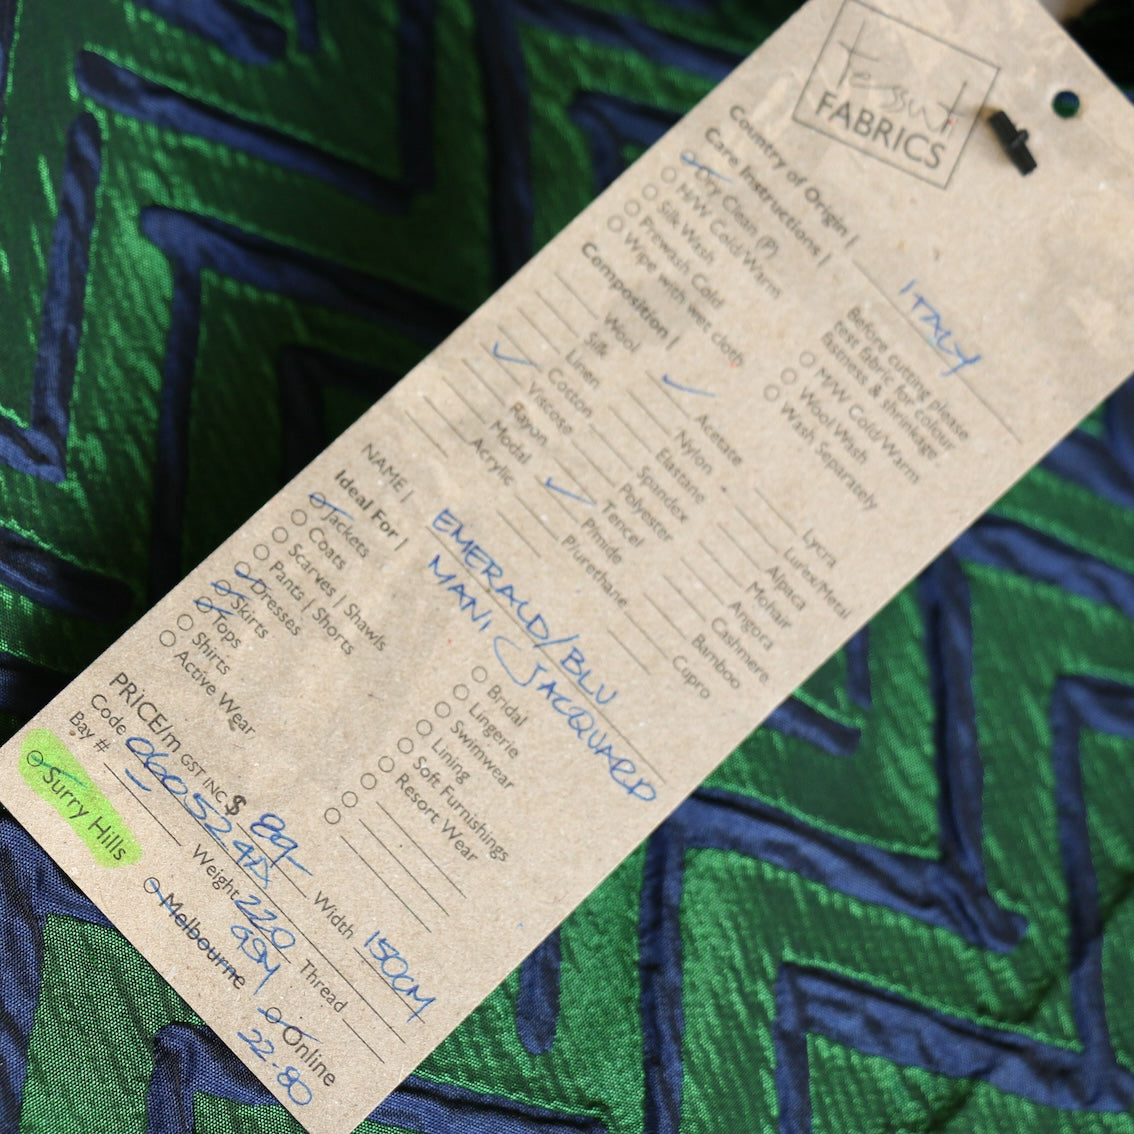 Tessuti
FABRICS
Country of Origin | ITALY
Care Instructions |
Dry Clean (P)
M/W Cold/Warm
Silk Wash
Prewash Cold
Wipe with wet cloth
Before cutting please
test fabric for colour
fastness & shrinkage
M/W Cold/Warm
Wool Wash
Wash Separately
Composition |
Wool
Silk
Linen
✓ Cotton
Viscose
Rayon
Modal
Acrylic
✓ Acetate
Nylon
Elastane
Spandex
Polyester
✓ Tencel
P/mide
P/urethane
Lycra
Lurex/Metal
Alpaca
Mohair
Angora
Cashmere
Bamboo
Cupro
NAME | EMERALD/BLU
MANI JACQUARD
Ideal For |
Jackets
Coats
Scarves | Shawls
Pants | Shorts
Dresses
Skirts
Tops
Shirts
Active Wear
Bridal
Lingerie
Swimwear
Lining
Soft Furnishings
Resort Wear
PRICE/m GST INC $ 89- Width 150CM
Code 060524A Weight 220 GSM Thread
Bay #
Surry Hills
Melbourne
Online
22-80